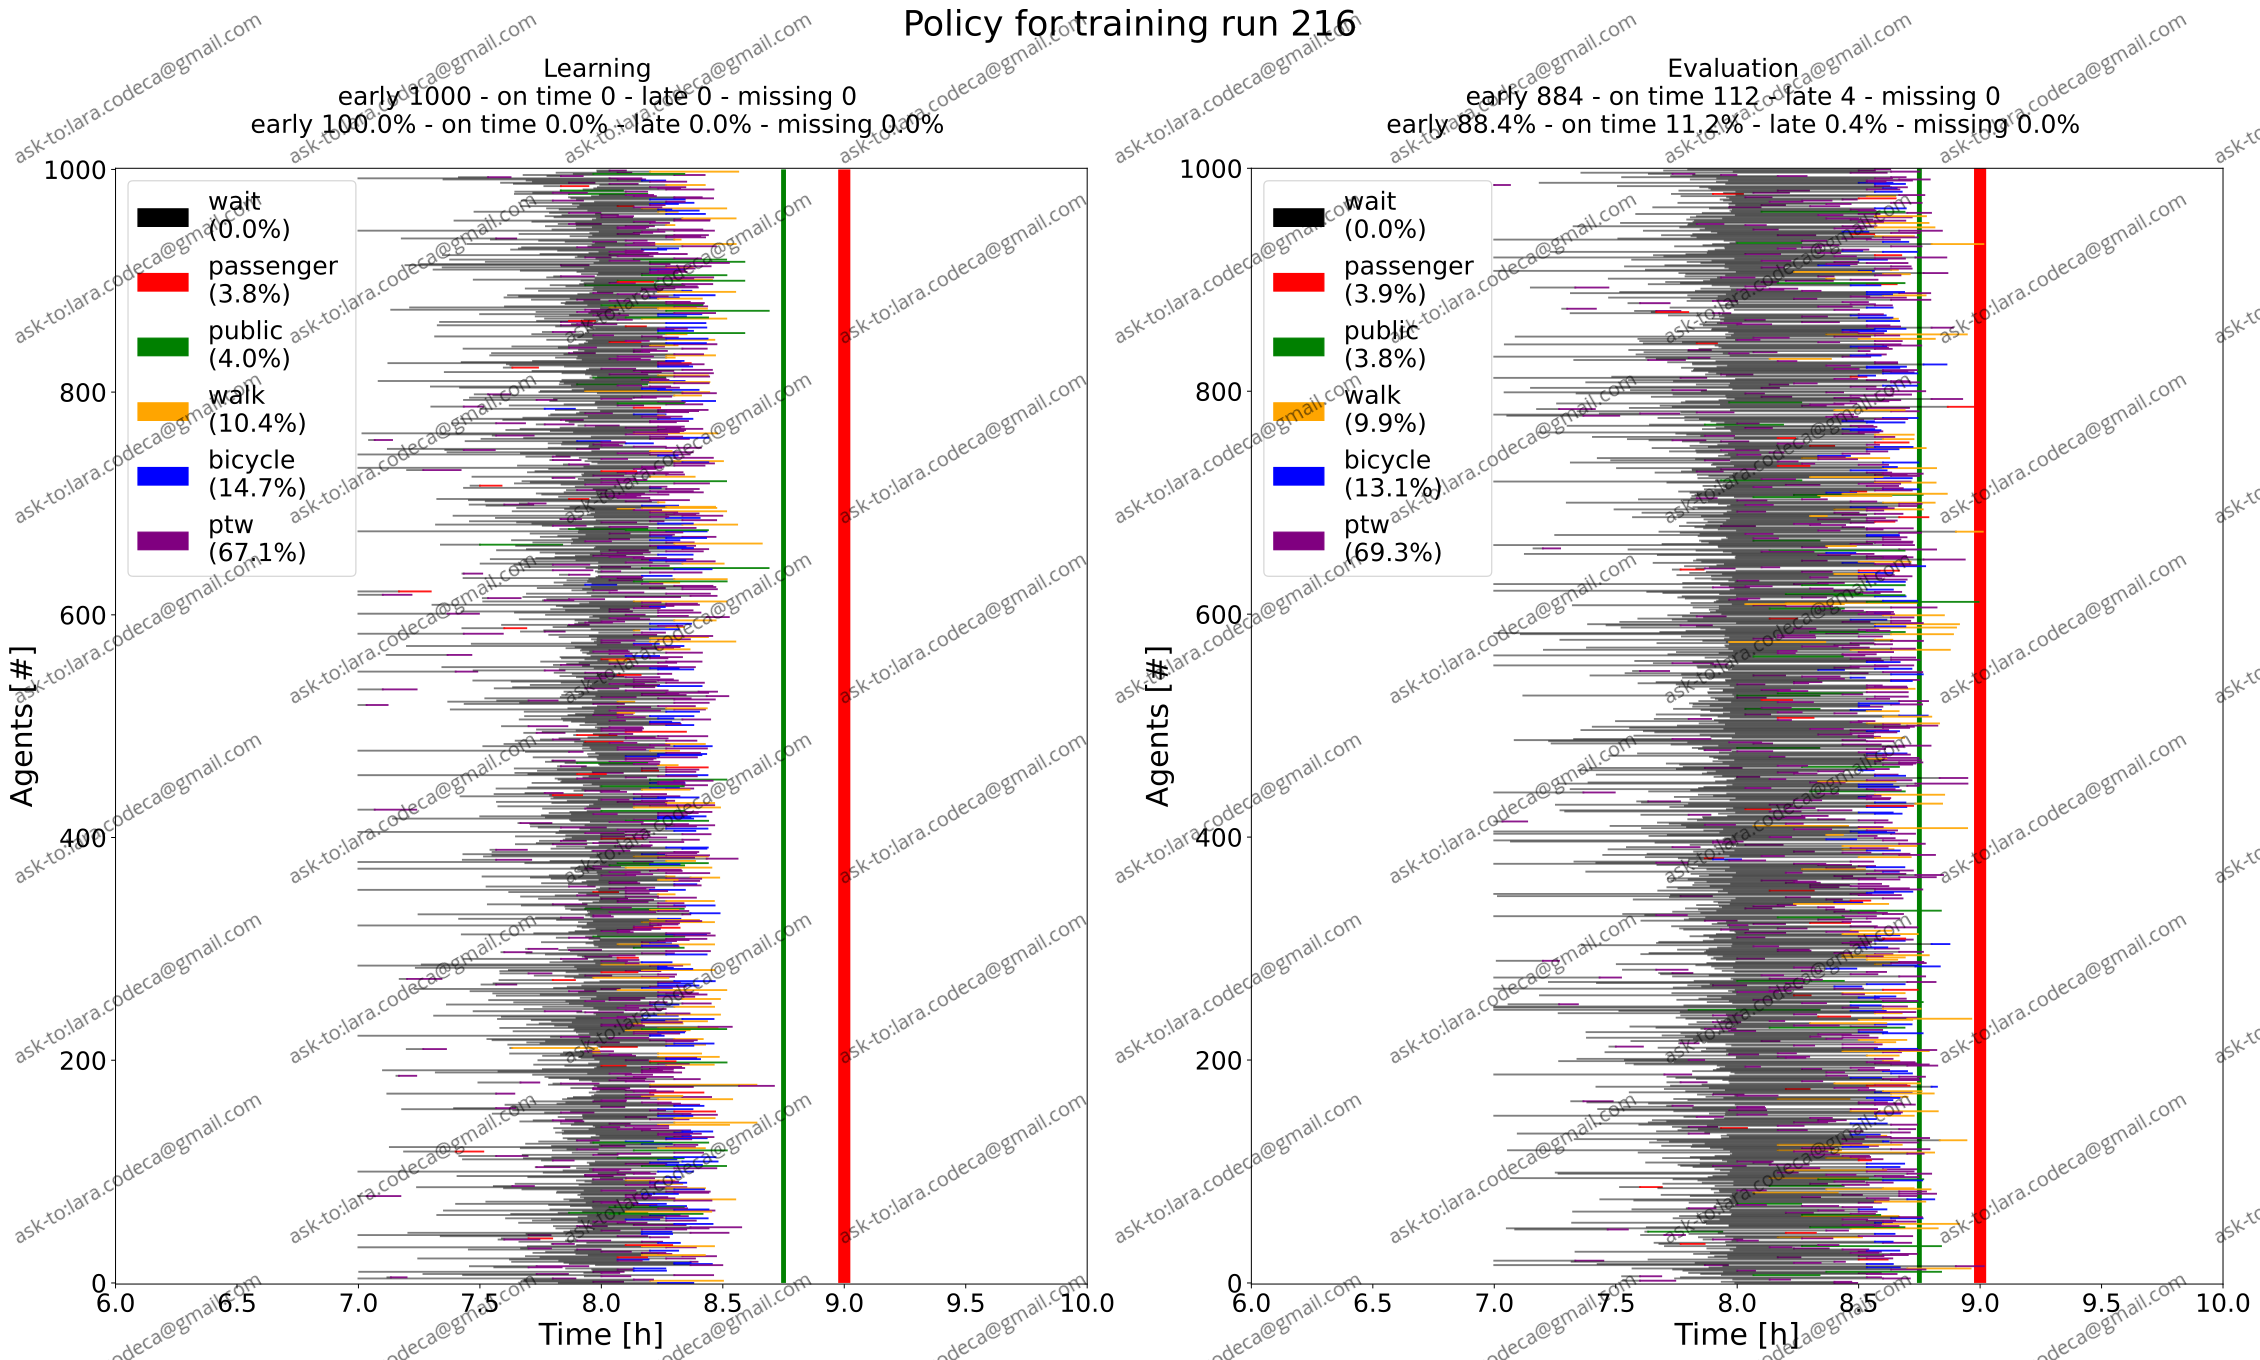 Policy for training run 216
Learning
early 1000 - on time 0 - late 0 - missing 0
early 100.0% - on time 0.0% - late 0.0% - missing 0.0%
1000
800
600
400
200
0
Agents [#]
wait
(0.0%)
passenger
(3.8%)
public
(4.0%)
walk
(10.4%)
bicycle
(14.7%)
ptw
(67.1%)
6.0 6.5 7.0 7.5 8.0 8.5 9.0 9.5 10.0
Time [h]
Evaluation
early 884 - on time 112 - late 4 - missing 0
early 88.4% - on time 11.2% - late 0.4% - missing 0.0%
1000
800
600
400
200
0
Agents [#]
wait
(0.0%)
passenger
(3.9%)
public
(3.8%)
walk
(9.9%)
bicycle
(13.1%)
ptw
(69.3%)
6.0 6.5 7.0 7.5 8.0 8.5 9.0 9.5 10.0
Time [h]
ask-to:lara.codeca@gmail.com